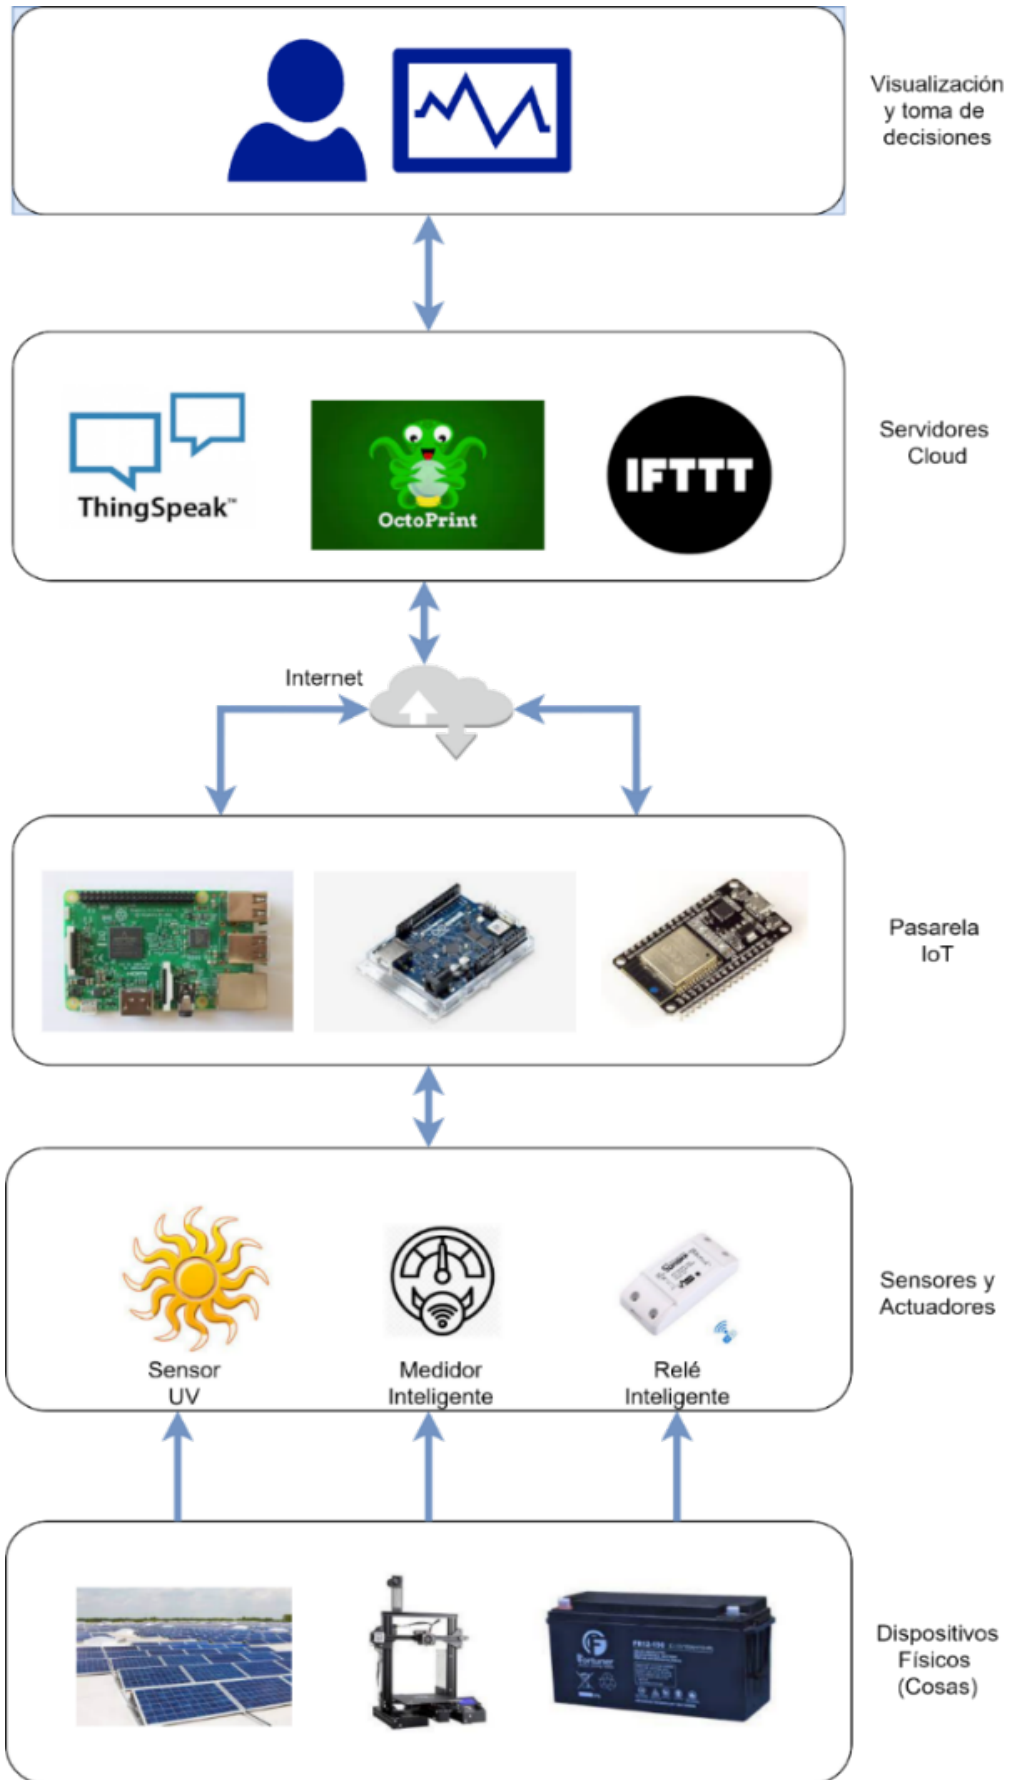 Visualización
y toma de
decisiones
Servidores
Cloud
ThingSpeak™
OctoPrint
IFTTT
Internet
Pasarela
IoT
Sensores y
Actuadores
Sensor
UV
Medidor
Inteligente
Relé
Inteligente
Dispositivos
Físicos
(Cosas)